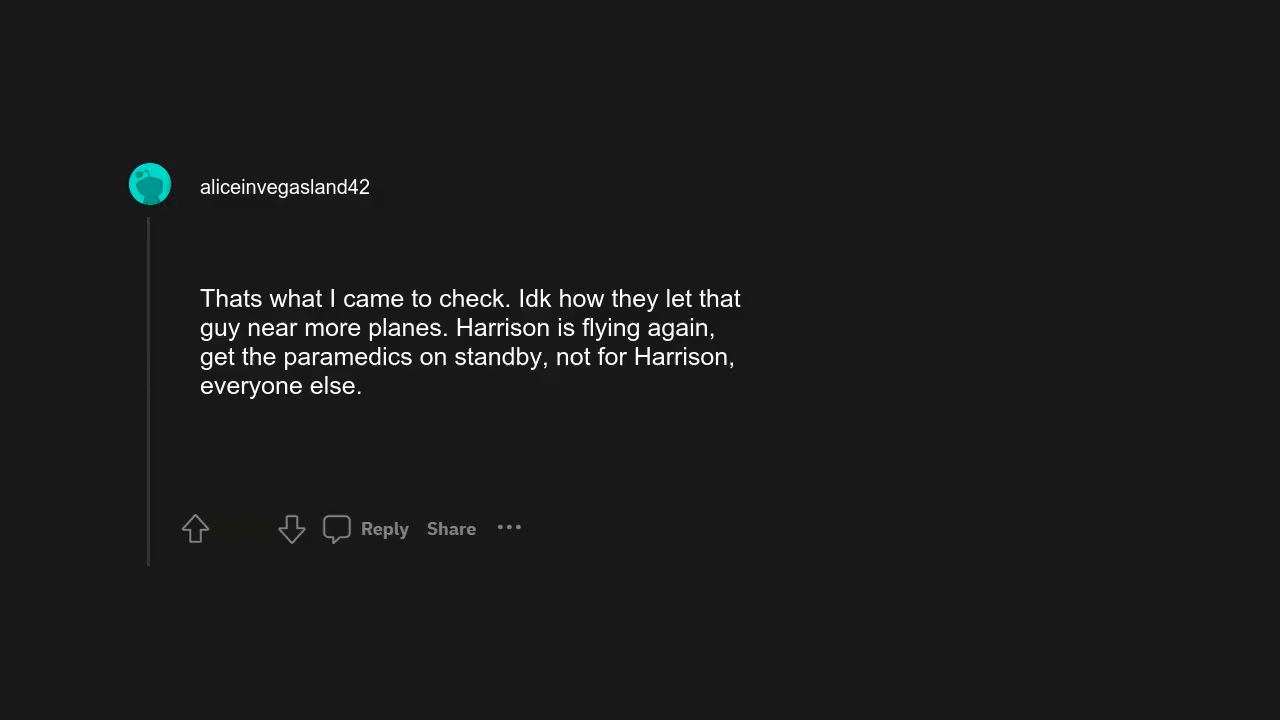 aliceinvegasland42
Thats what I came to check. Idk how they let that
guy near more planes. Harrison is flying again,
get the paramedics on standby, not for Harrison,
everyone else.
Reply Share